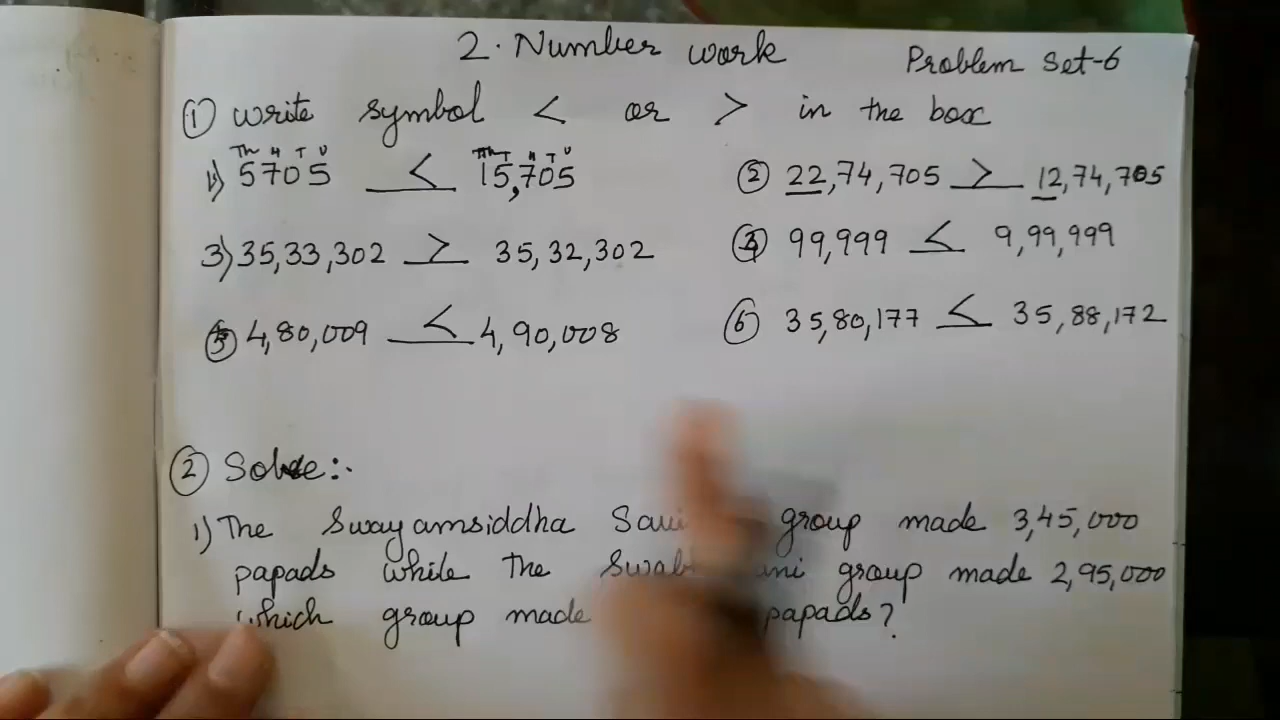 2. Number work Problem Set-6
① write symbol < or > in the box
Th H T U TTh T H T U
1) 5705 < 15,705 ② 22,74,705 > 12,74,705
3) 35,33,302 > 35,32,302 ④ 99,999 < 9,99,999
⑤ 4,80,009 < 4,90,008 ⑥ 35,80,177 < 35,88,172
② Solve:-
1) The Swayamsiddha group made 3,45,000
papads while the group made 2,95,000
which group made papads?